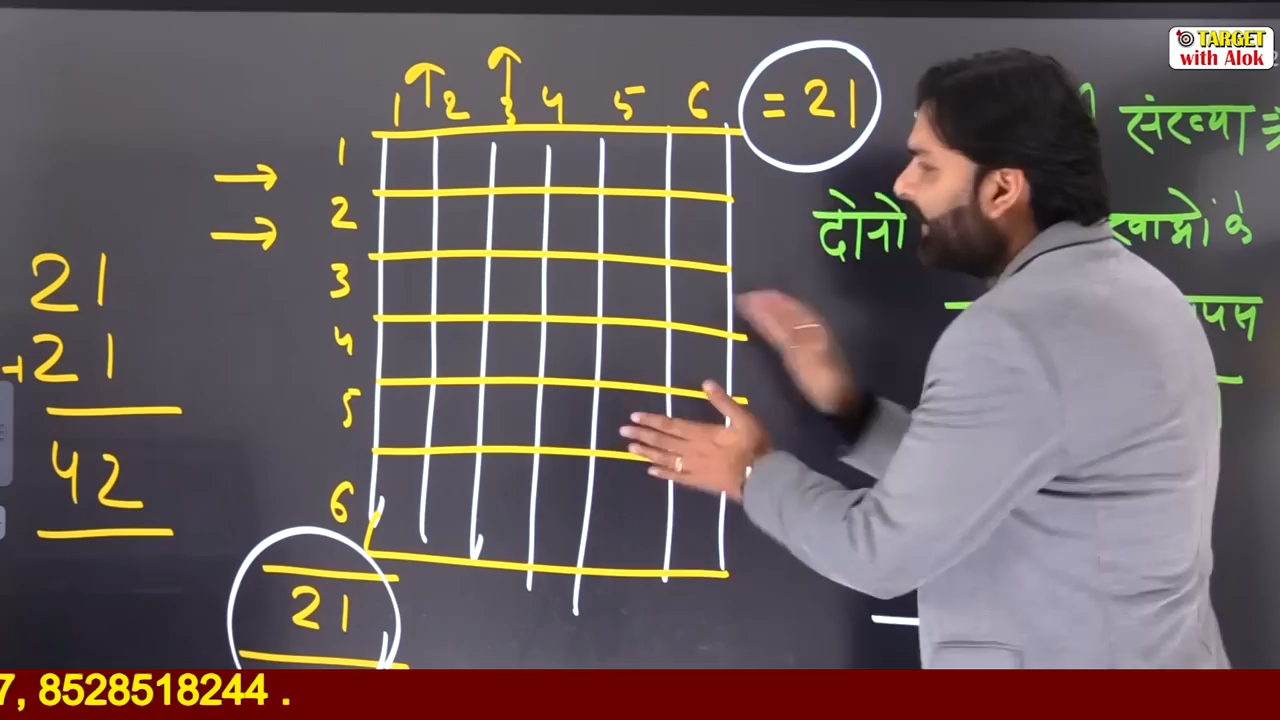 TARGET
with Alok
1 2 3 4 5 6 = 21
1
2
3
4
5
6
21
21
+21
42
संख्या ⇒
दोनों के
7, 8528518244 .